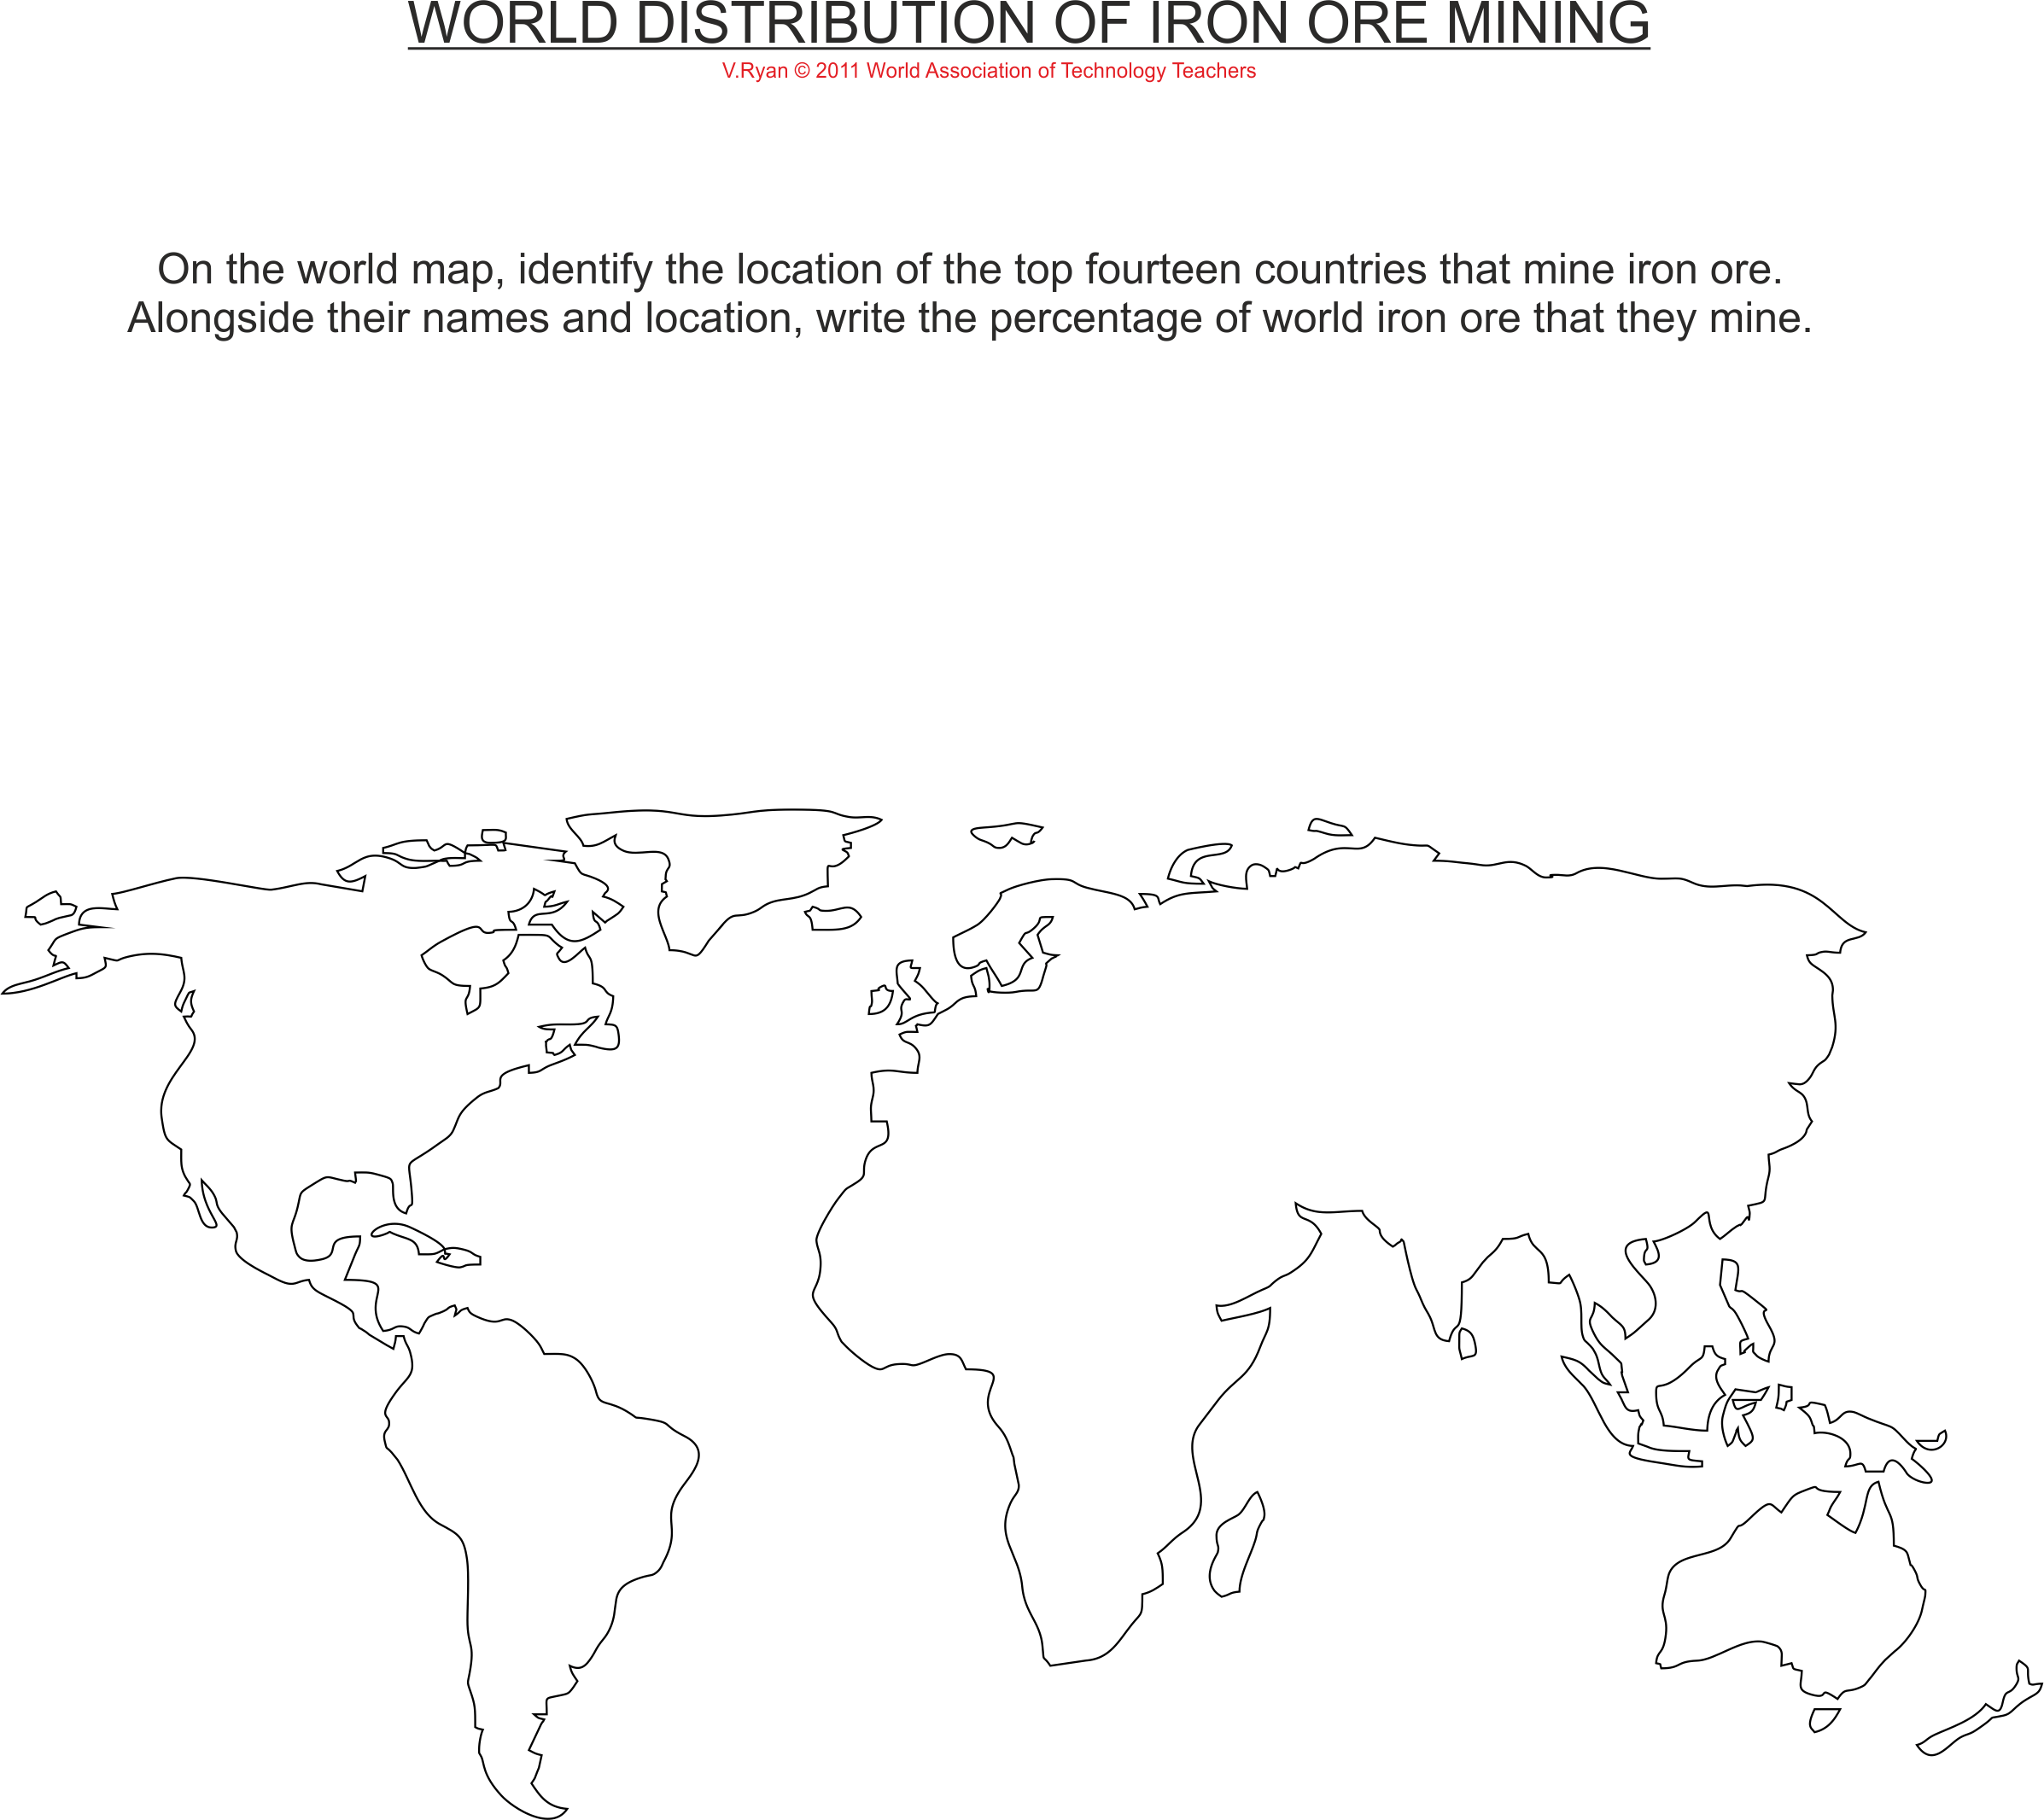 WORLD DISTRIBUTION OF IRON ORE MINING
V.Ryan © 2011 World Association of Technology Teachers
On the world map, identify the location of the top fourteen countries that mine iron ore.
Alongside their names and location, write the percentage of world iron ore that they mine.